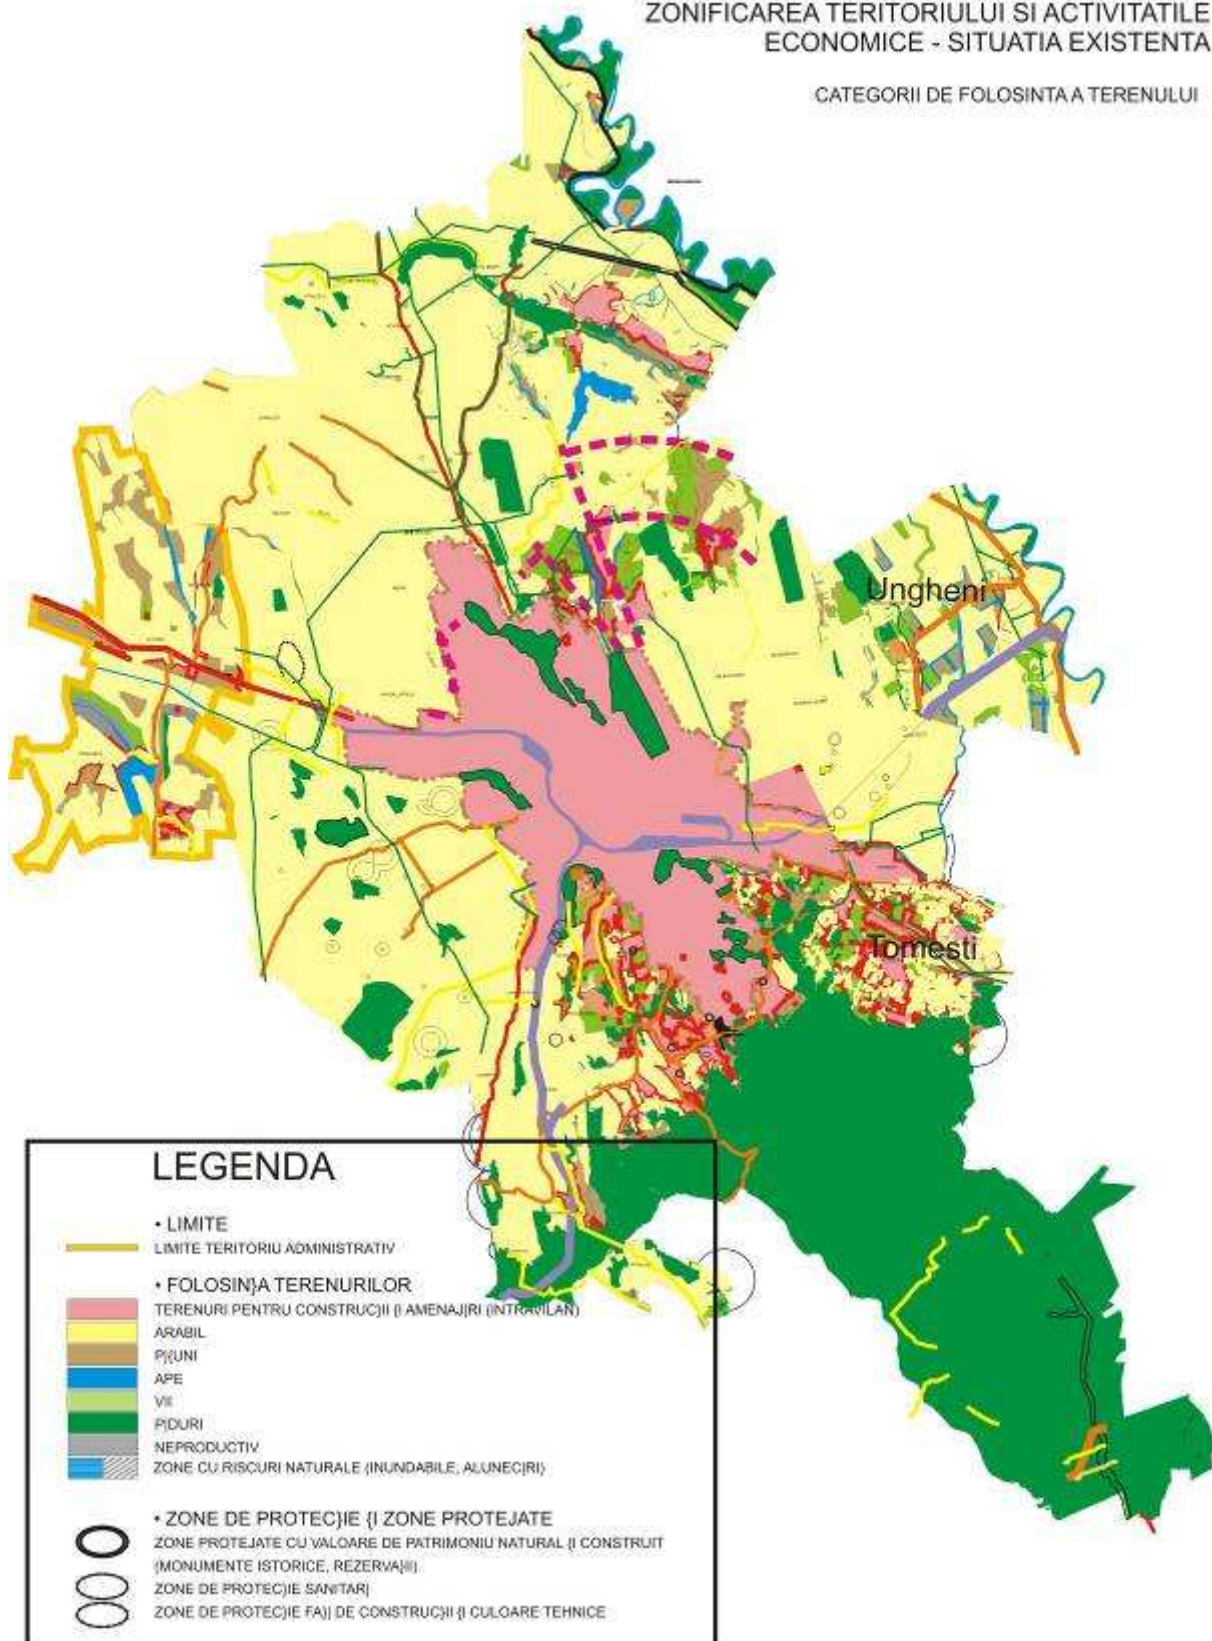 ZONIFICAREA TERITORIULUI SI ACTIVITATILE
ECONOMICE - SITUATIA EXISTENTA
CATEGORII DE FOLOSINTA A TERENULUI
Ungheni
Tomesti
LEGENDA
• LIMITE
LIMITE TERITORIU ADMINISTRATIV
• FOLOSIN}A TERENURILOR
TERENURI PENTRU CONSTRUC}II {I AMENAJ|RI (INTRAVILAN)
ARABIL
P|{UNI
APE
VII
P|DURI
NEPRODUCTIV
ZONE CU RISCURI NATURALE (INUNDABILE, ALUNEC|RI)
• ZONE DE PROTEC}IE {I ZONE PROTEJATE
ZONE PROTEJATE CU VALOARE DE PATRIMONIU NATURAL {I CONSTRUIT
(MONUMENTE ISTORICE, REZERVA}II)
ZONE DE PROTEC}IE SANITAR|
ZONE DE PROTEC}IE FA}| DE CONSTRUC}II {I CULOARE TEHNICE